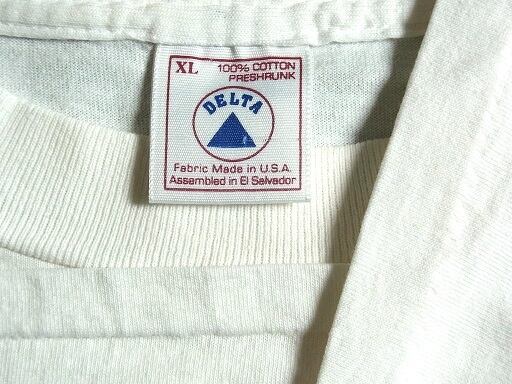 XL 100% COTTON
PRESHRUNK
DELTA
Fabric Made in U.S.A.
Assembled in El Salvador